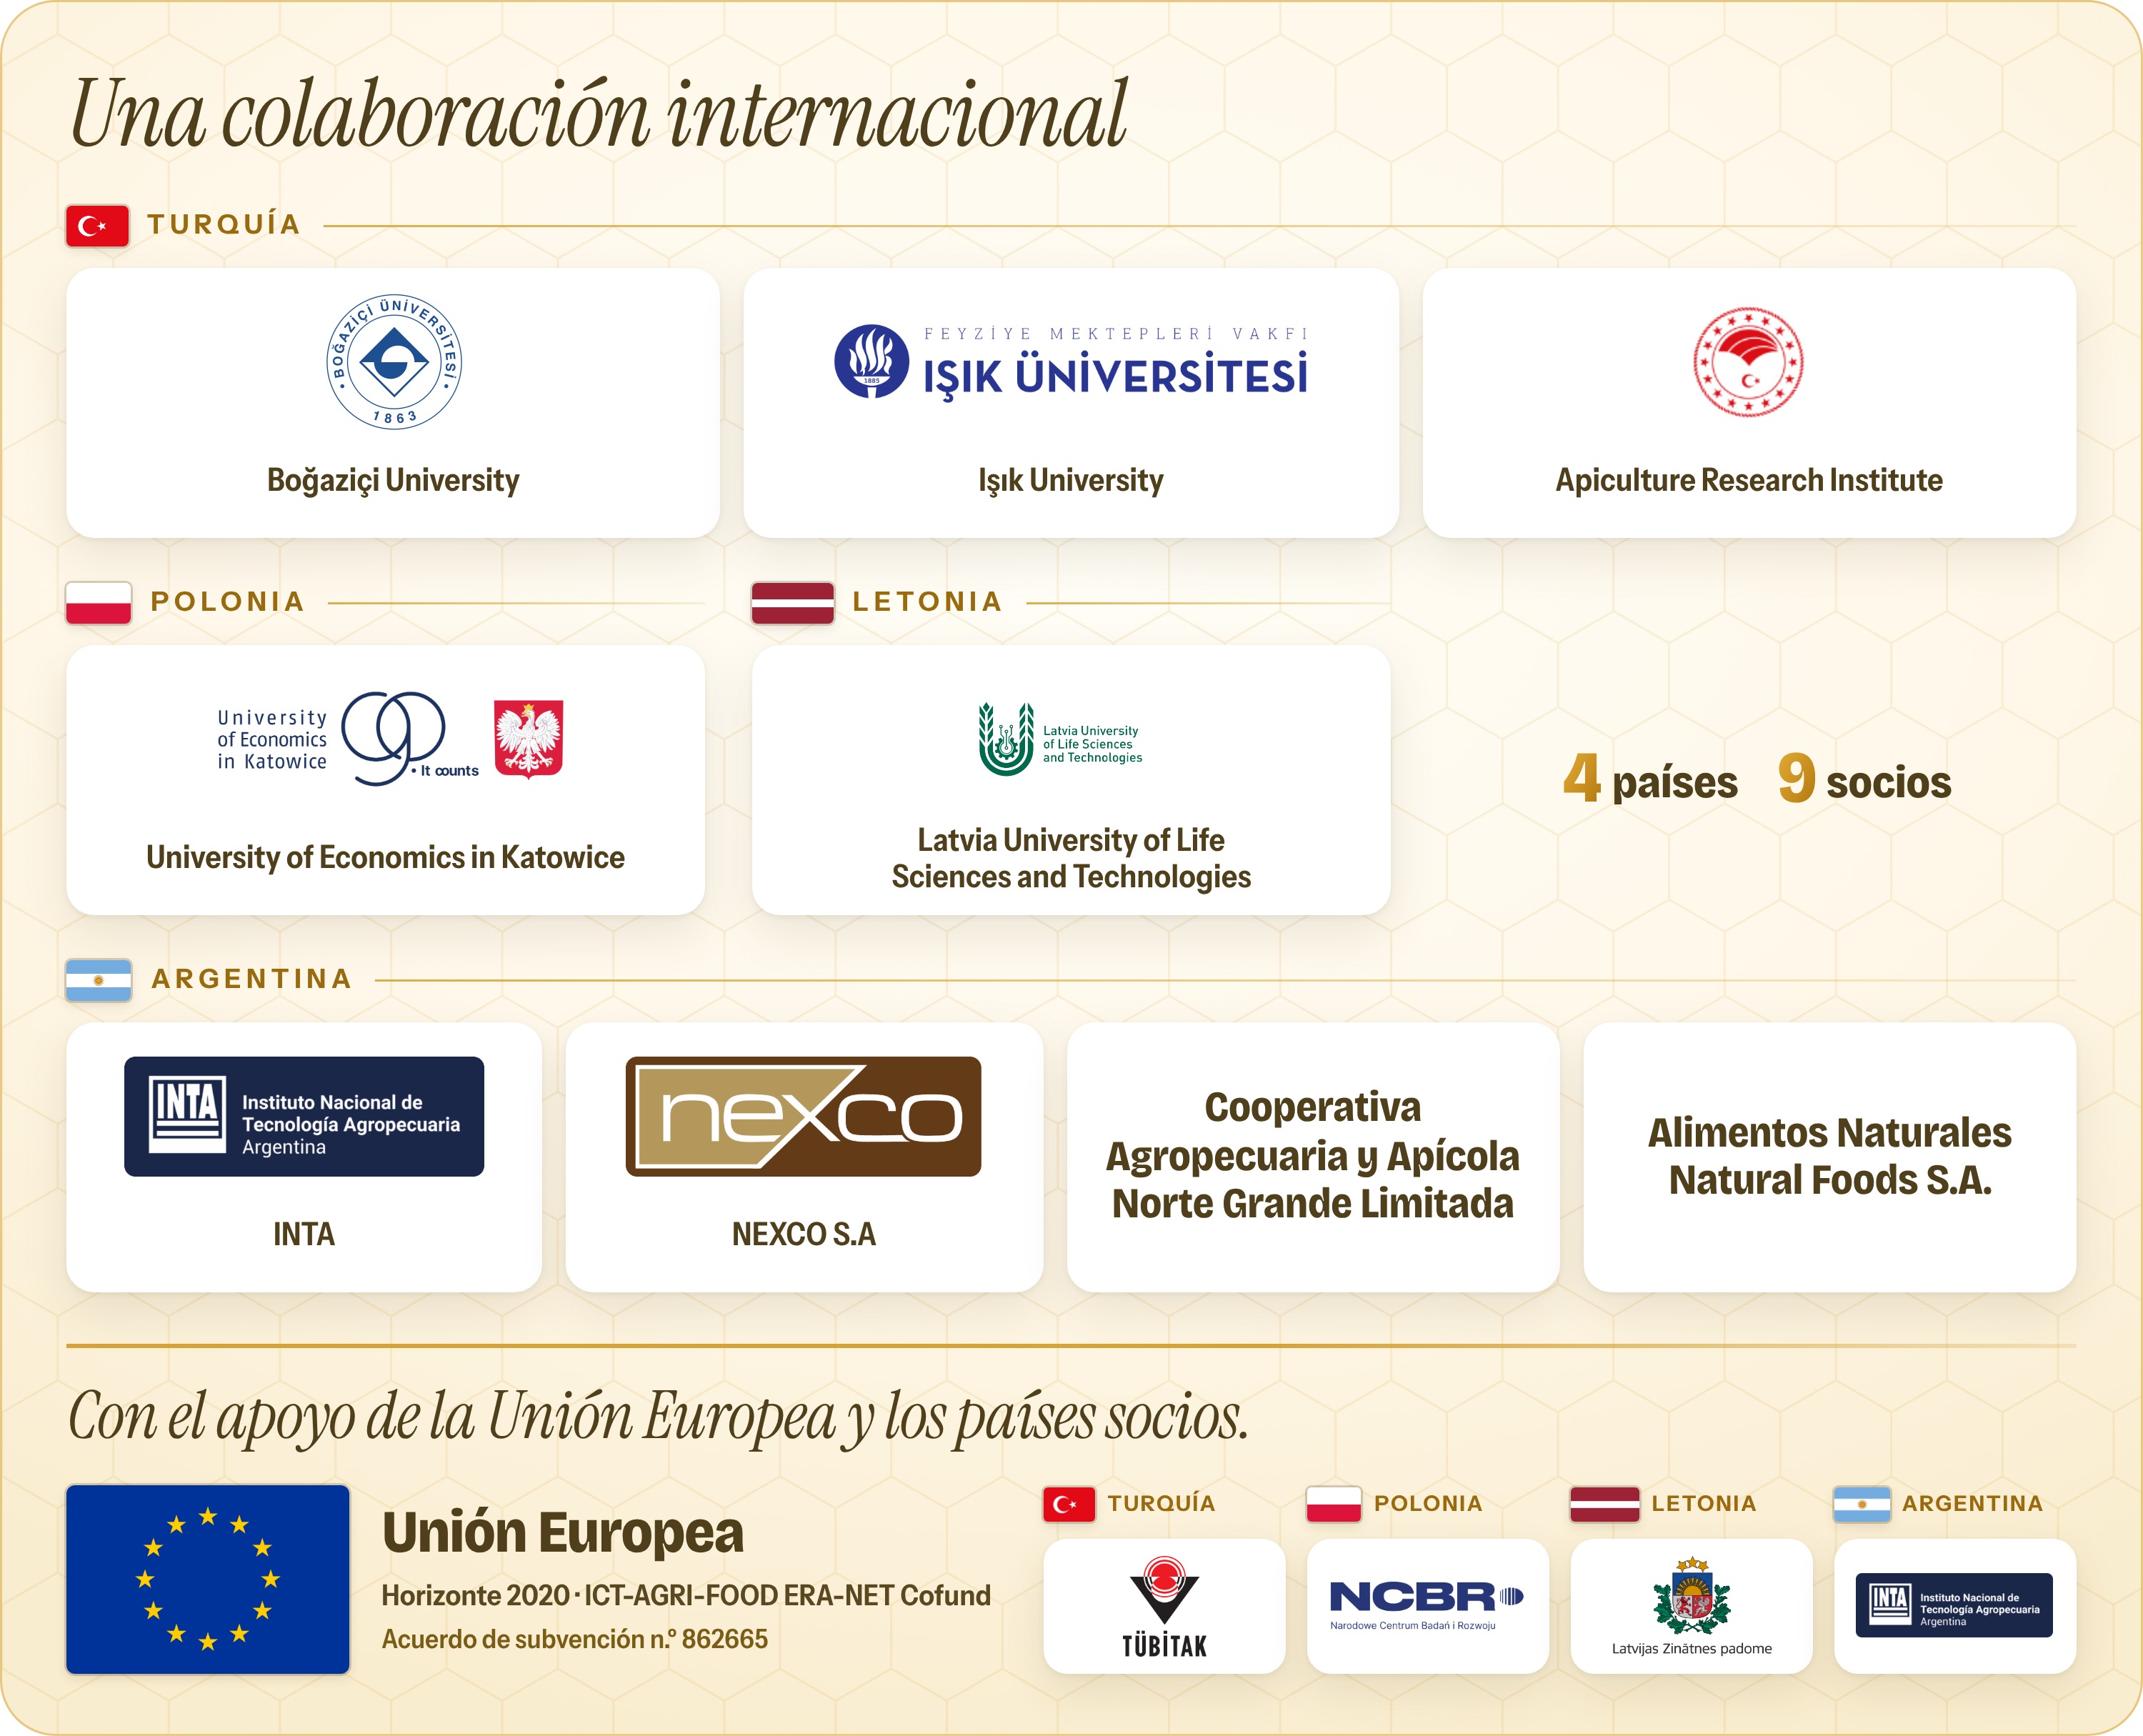 Una colaboración internacional
TURQUÍA
BOĞAZİÇİ ÜNİVERSİTESİ
1863
Boğaziçi University
1885
FEYZİYE MEKTEPLERİ VAKFI
IŞIK ÜNİVERSİTESİ
Işık University
Apiculture Research Institute
POLONIA
University
of Economics
in Katowice
• It counts
University of Economics in Katowice
LETONIA
Latvia University
of Life Sciences
and Technologies
Latvia University of Life
Sciences and Technologies
4 países 9 socios
ARGENTINA
INTA
Instituto Nacional de
Tecnología Agropecuaria
Argentina
INTA
nexco
NEXCO S.A
Cooperativa
Agropecuaria y Apícola
Norte Grande Limitada
Alimentos Naturales
Natural Foods S.A.
Con el apoyo de la Unión Europea y los países socios.
Unión Europea
Horizonte 2020 · ICT-AGRI-FOOD ERA-NET Cofund
Acuerdo de subvención n.º 862665
TURQUÍA
TÜBİTAK
POLONIA
NCBR
Narodowe Centrum Badań i Rozwoju
LETONIA
Latvijas Zinātnes padome
ARGENTINA
INTA
Instituto Nacional de
Tecnología Agropecuaria
Argentina